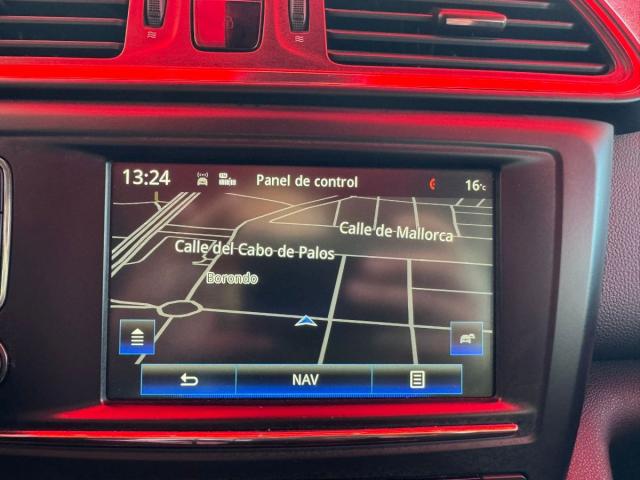 13:24
Panel de control
16°C
Calle de Mallorca
Calle del Cabo de Palos
Borondo
NAV